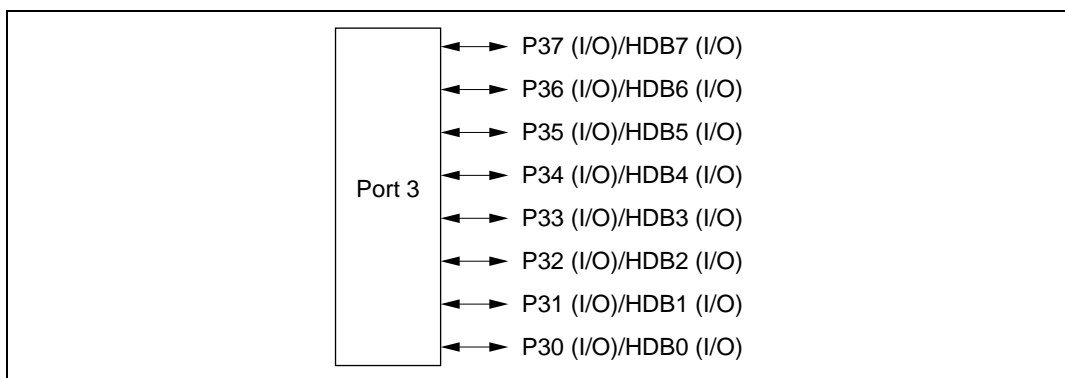 P37 (I/O)/HDB7 (I/O)
P36 (I/O)/HDB6 (I/O)
P35 (I/O)/HDB5 (I/O)
Port 3
P34 (I/O)/HDB4 (I/O)
P33 (I/O)/HDB3 (I/O)
P32 (I/O)/HDB2 (I/O)
P31 (I/O)/HDB1 (I/O)
P30 (I/O)/HDB0 (I/O)